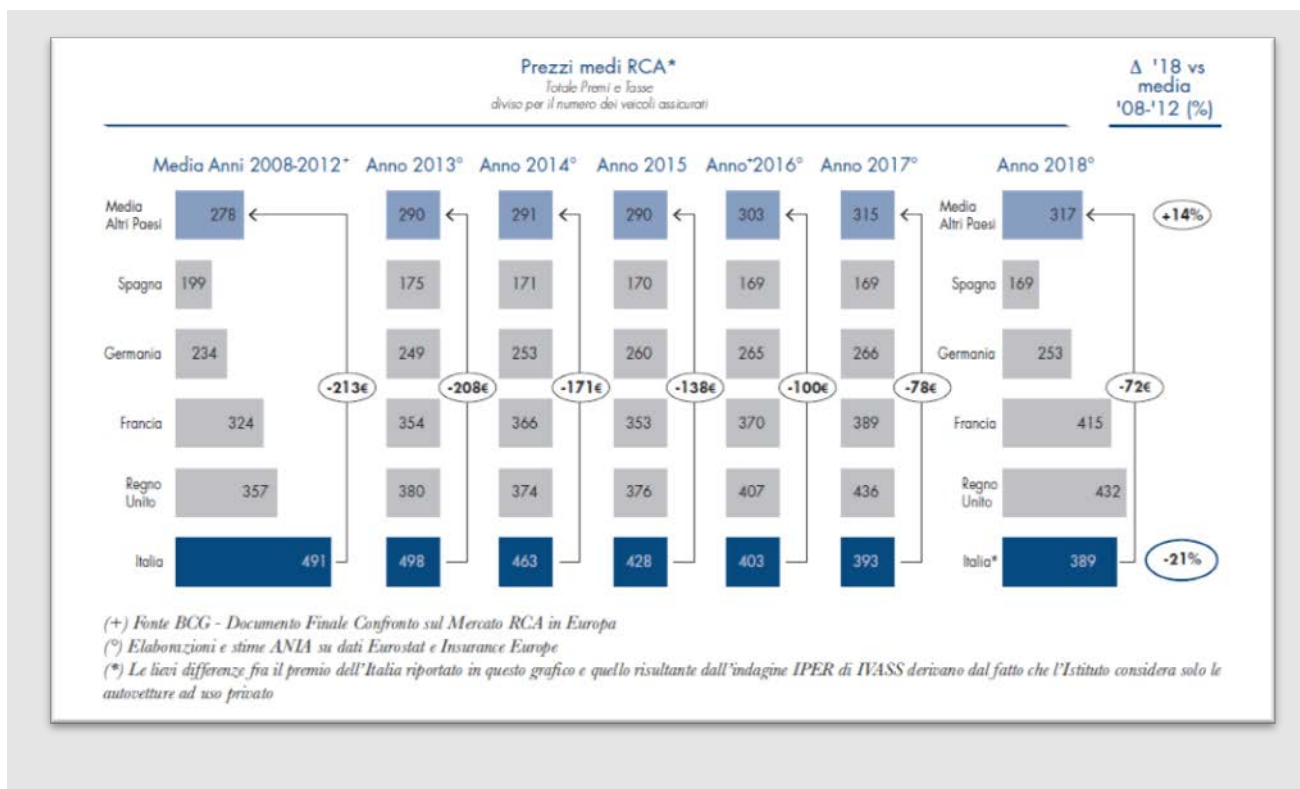 Prezzi medi RCA*
Totale Premi e Tasse
diviso per il numero dei veicoli assicurati
Δ '18 vs
media
'08-'12 (%)
Media Anni 2008-2012+ Anno 2013° Anno 2014° Anno 2015 Anno+2016° Anno 2017° Anno 2018°
Media
Altri Paesi
278 290 291 290 303 315
Media
Altri Paesi
317 +14%
Spagna 199 175 171 170 169 169 Spagna 169
Germania 234 249 253 260 265 266 Germania 253
-213€ -208€ -171€ -138€ -100€ -78€ -72€
Francia 324 354 366 353 370 389 Francia 415
Regno
Unito
357 380 374 376 407 436
Regno
Unito
432
Italia 491 498 463 428 403 393 Italia* 389 -21%
(+) Fonte BCG - Documento Finale Confronto sul Mercato RCA in Europa
(°) Elaborazioni e stime ANIA su dati Eurostat e Insurance Europe
(*) Le lievi differenze fra il premio dell'Italia riportato in questo grafico e quello risultante dall'indagine IPER di IVASS derivano dal fatto che l'Istituto considera solo le
autovetture ad uso privato